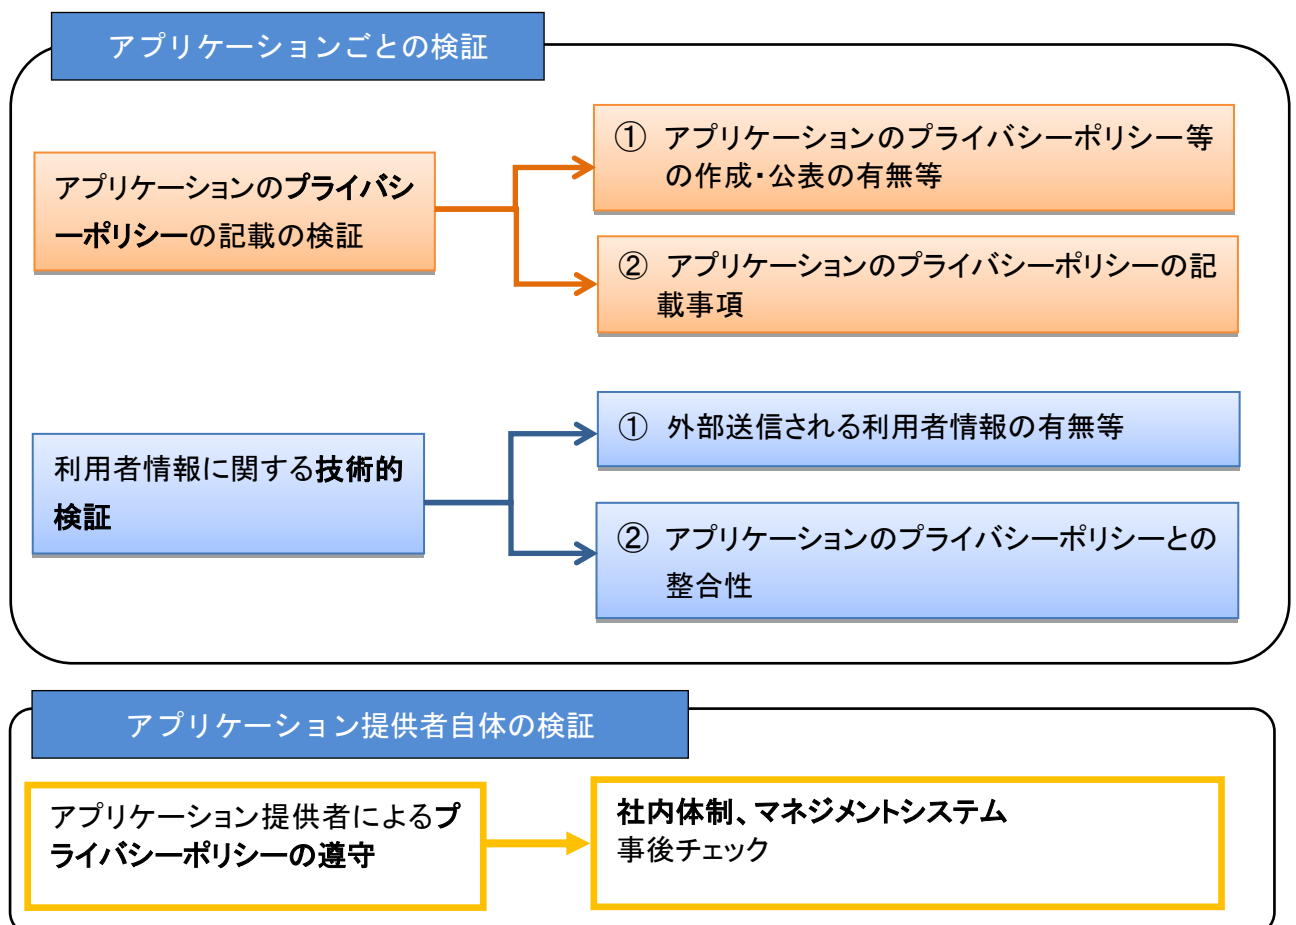 アプリケーションごとの検証
アプリケーションのプライバシ
ーポリシーの記載の検証
① アプリケーションのプライバシーポリシー等
の作成・公表の有無等
② アプリケーションのプライバシーポリシーの記
載事項
利用者情報に関する技術的
検証
① 外部送信される利用者情報の有無等
② アプリケーションのプライバシーポリシーとの
整合性
アプリケーション提供者自体の検証
アプリケーション提供者によるプ
ライバシーポリシーの遵守
社内体制、マネジメントシステム
事後チェック